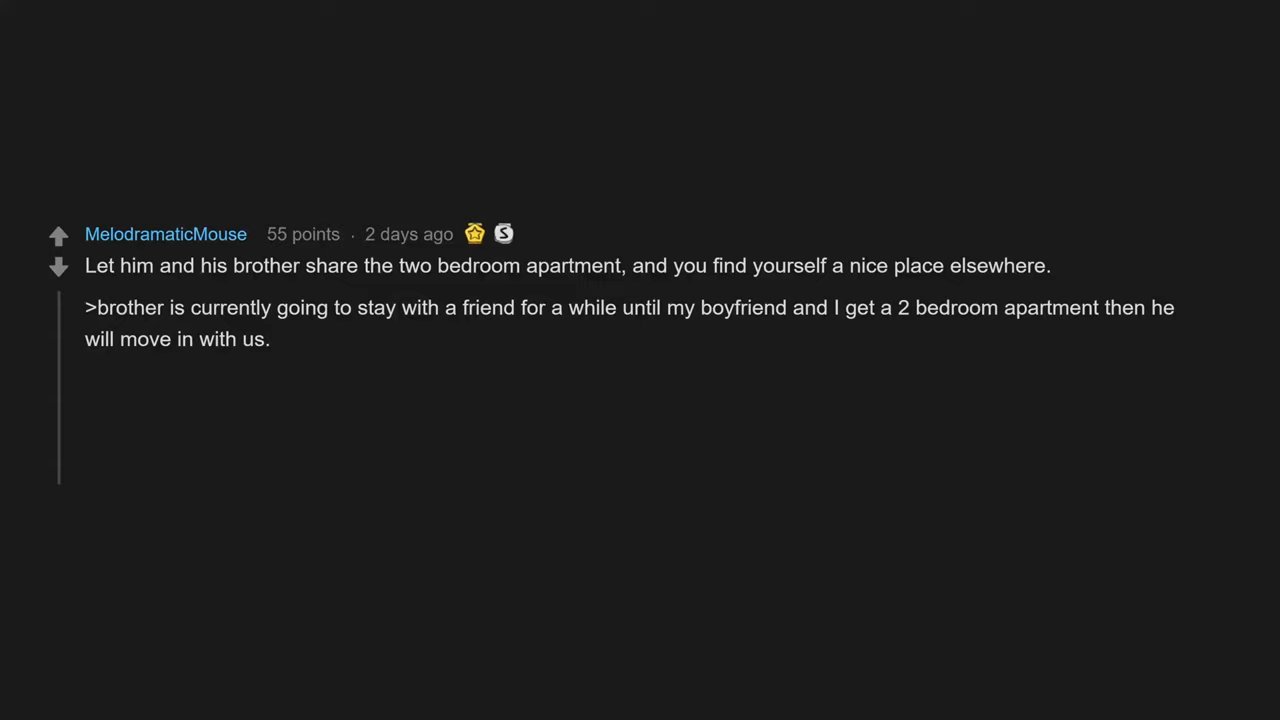 MelodramaticMouse 55 points · 2 days ago
Let him and his brother share the two bedroom apartment, and you find yourself a nice place elsewhere.
>brother is currently going to stay with a friend for a while until my boyfriend and I get a 2 bedroom apartment then he
will move in with us.